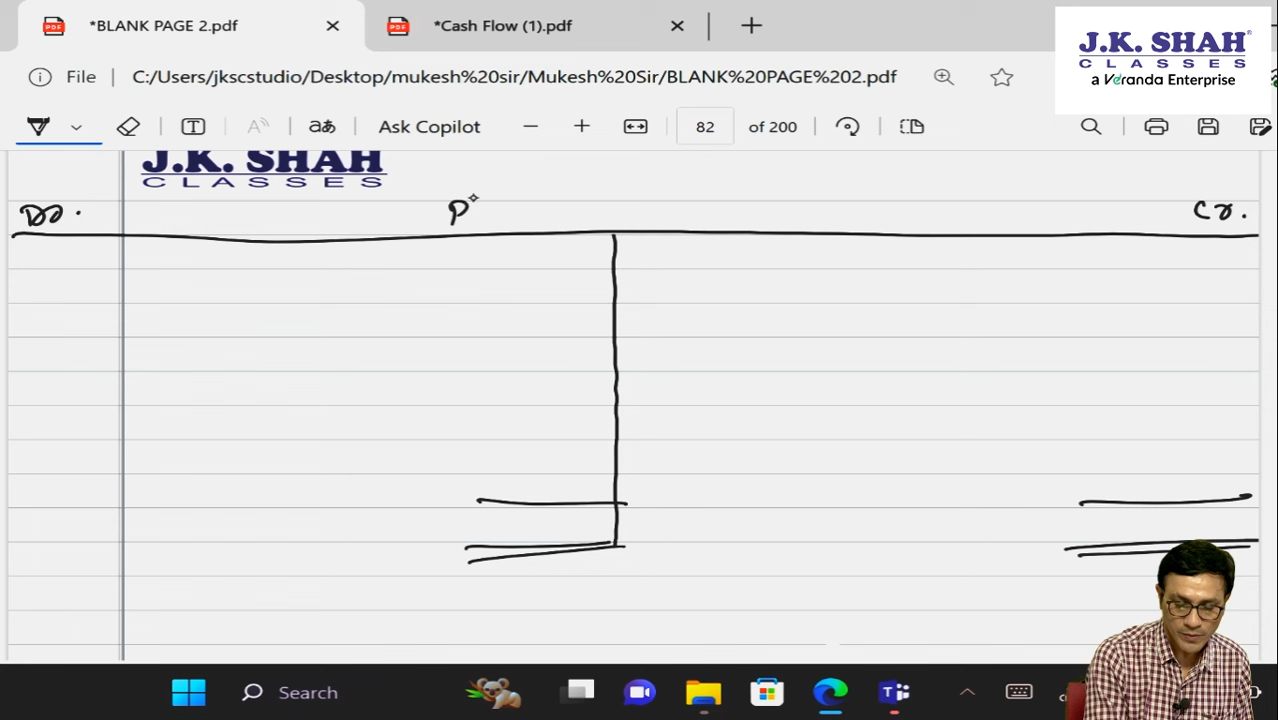 *BLANK PAGE 2.pdf
*Cash Flow (1).pdf
J.K. SHAH®
CLASSES
a Veranda Enterprise
File C:/Users/jkscstudio/Desktop/mukesh%20sir/Mukesh%20Sir/BLANK%20PAGE%202.pdf
Ask Copilot 82 of 200
J.K. SHAH
CLASSES
Dr. P Cr.
Search